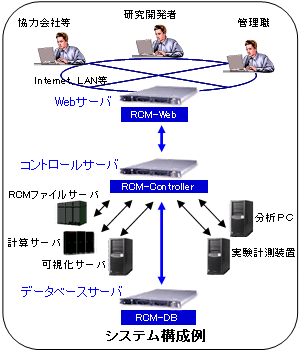 研究開発者
協力会社等
管理職
Internet, LAN等
Webサーバ
RCM-Web
コントロールサーバ
RCM-Controller
RCMファイルサーバ
分析PC
計算サーバ
可視化サーバ
実験計測装置
データベースサーバ
RCM-DB
システム構成例